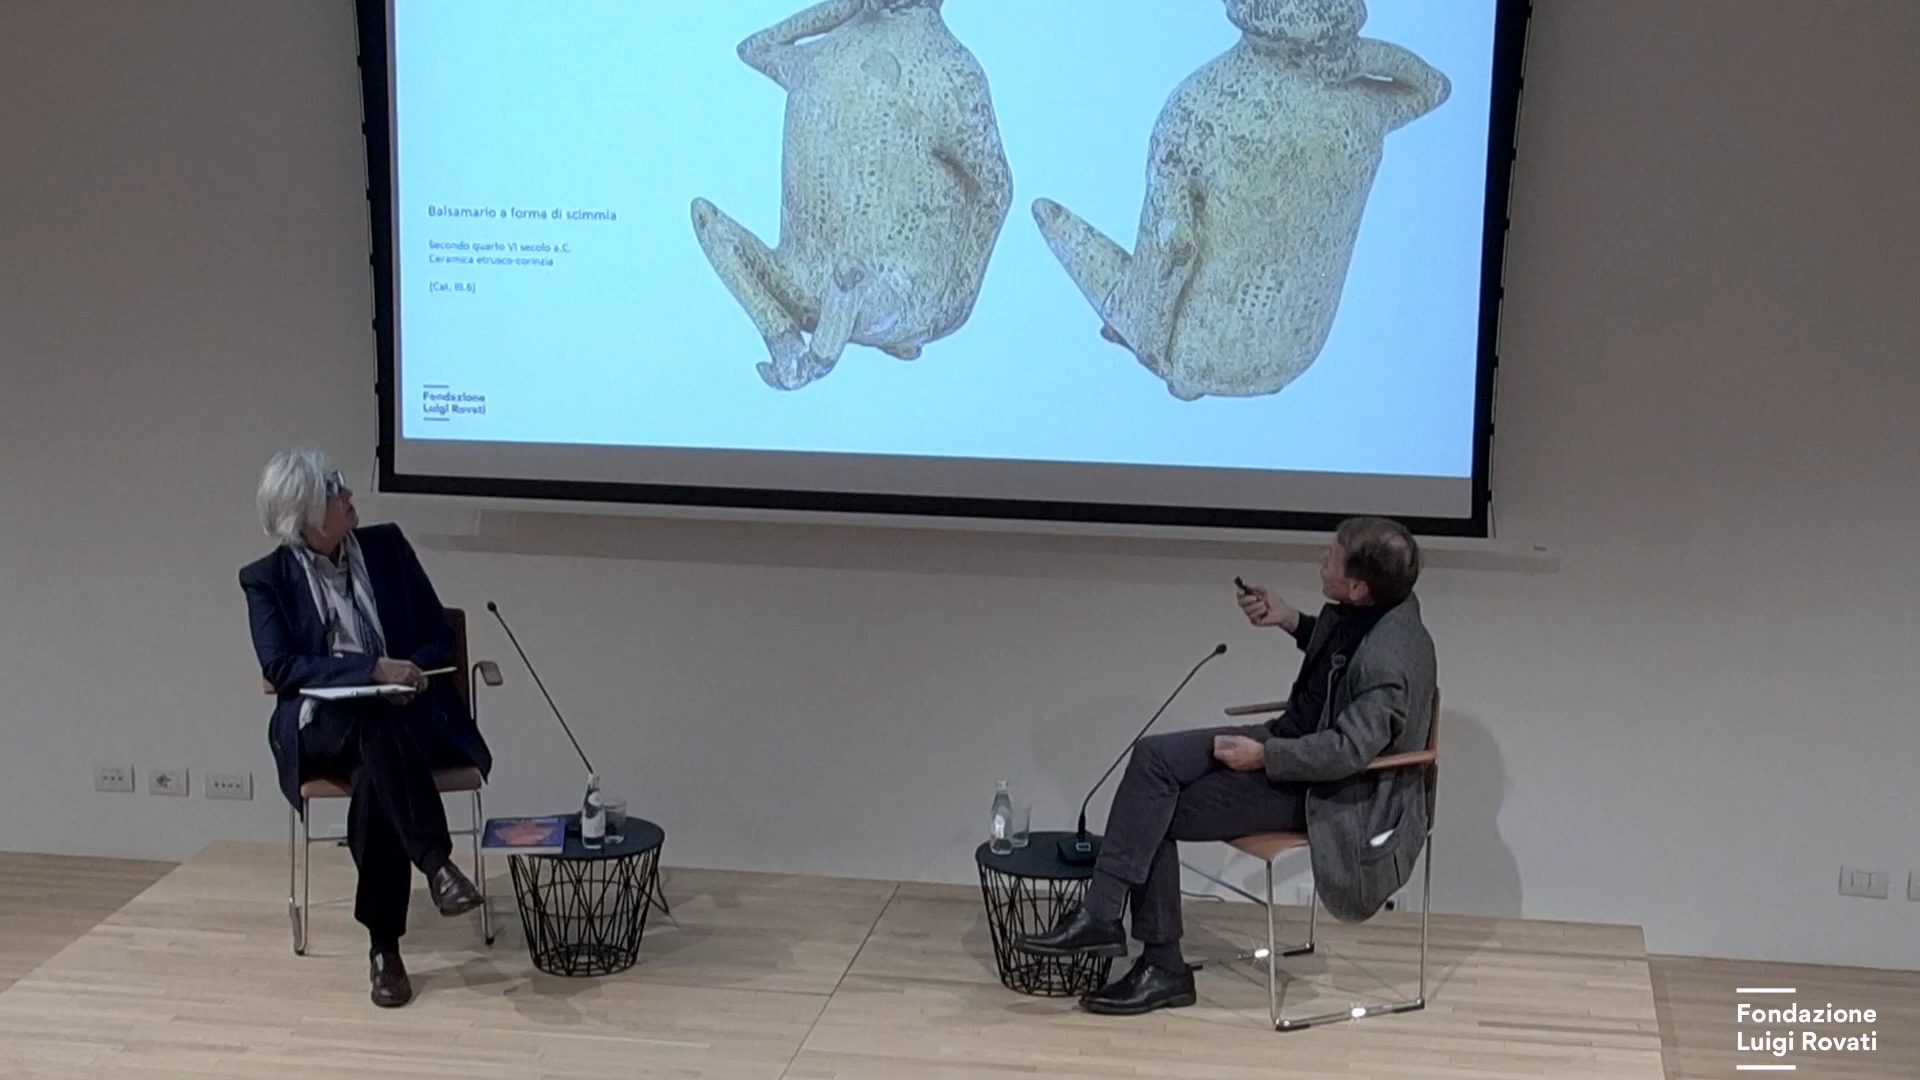 Balsamario a forma di scimmia
Secondo quarto VI secolo a.C.
Ceramica etrusco-corinzia
[Cat. III.6]
Fondazione
Luigi Rovati
Fondazione
Luigi Rovati